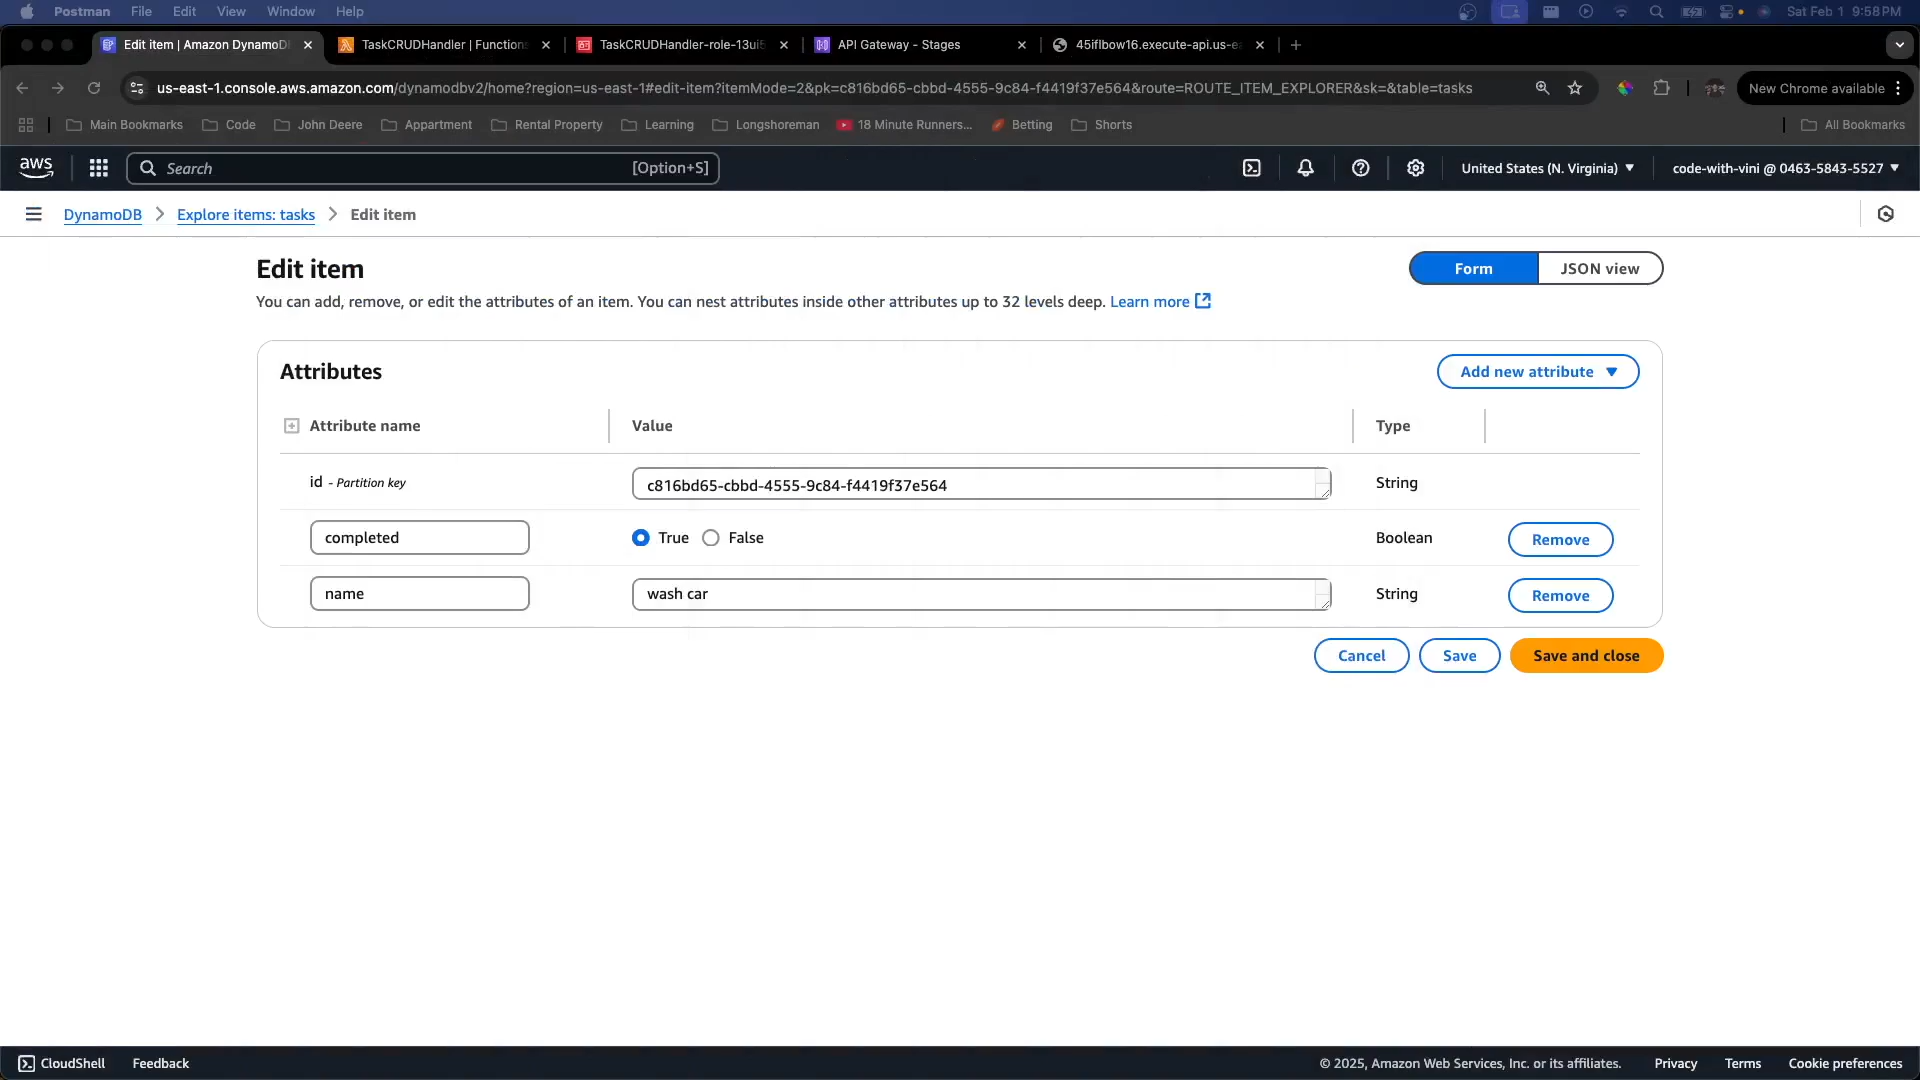 Postman File Edit View Window Help
Sat Feb 1 9:58 PM
Edit item | Amazon DynamoD
TaskCRUDHandler | Functions
TaskCRUDHandler-role-13ui5
API Gateway - Stages
45iflbow16.execute-api.us-ea
us-east-1.console.aws.amazon.com/dynamodbv2/home?region=us-east-1#edit-item?itemMode=2&pk=c816bd65-cbbd-4555-9c84-f4419f37e564&route=ROUTE_ITEM_EXPLORER&sk=&table=tasks
New Chrome available
Main Bookmarks Code John Deere Appartment Rental Property Learning Longshoreman 18 Minute Runners... Betting Shorts All Bookmarks
aws Search [Option+S] United States (N. Virginia) code-with-vini @ 0463-5843-5527
DynamoDB Explore items: tasks Edit item
Edit item
Form JSON view
You can add, remove, or edit the attributes of an item. You can nest attributes inside other attributes up to 32 levels deep. Learn more
Attributes
Add new attribute
Attribute name Value Type
id - Partition key c816bd65-cbbd-4555-9c84-f4419f37e564 String
completed True False Boolean Remove
name wash car String Remove
Cancel Save Save and close
CloudShell Feedback © 2025, Amazon Web Services, Inc. or its affiliates. Privacy Terms Cookie preferences